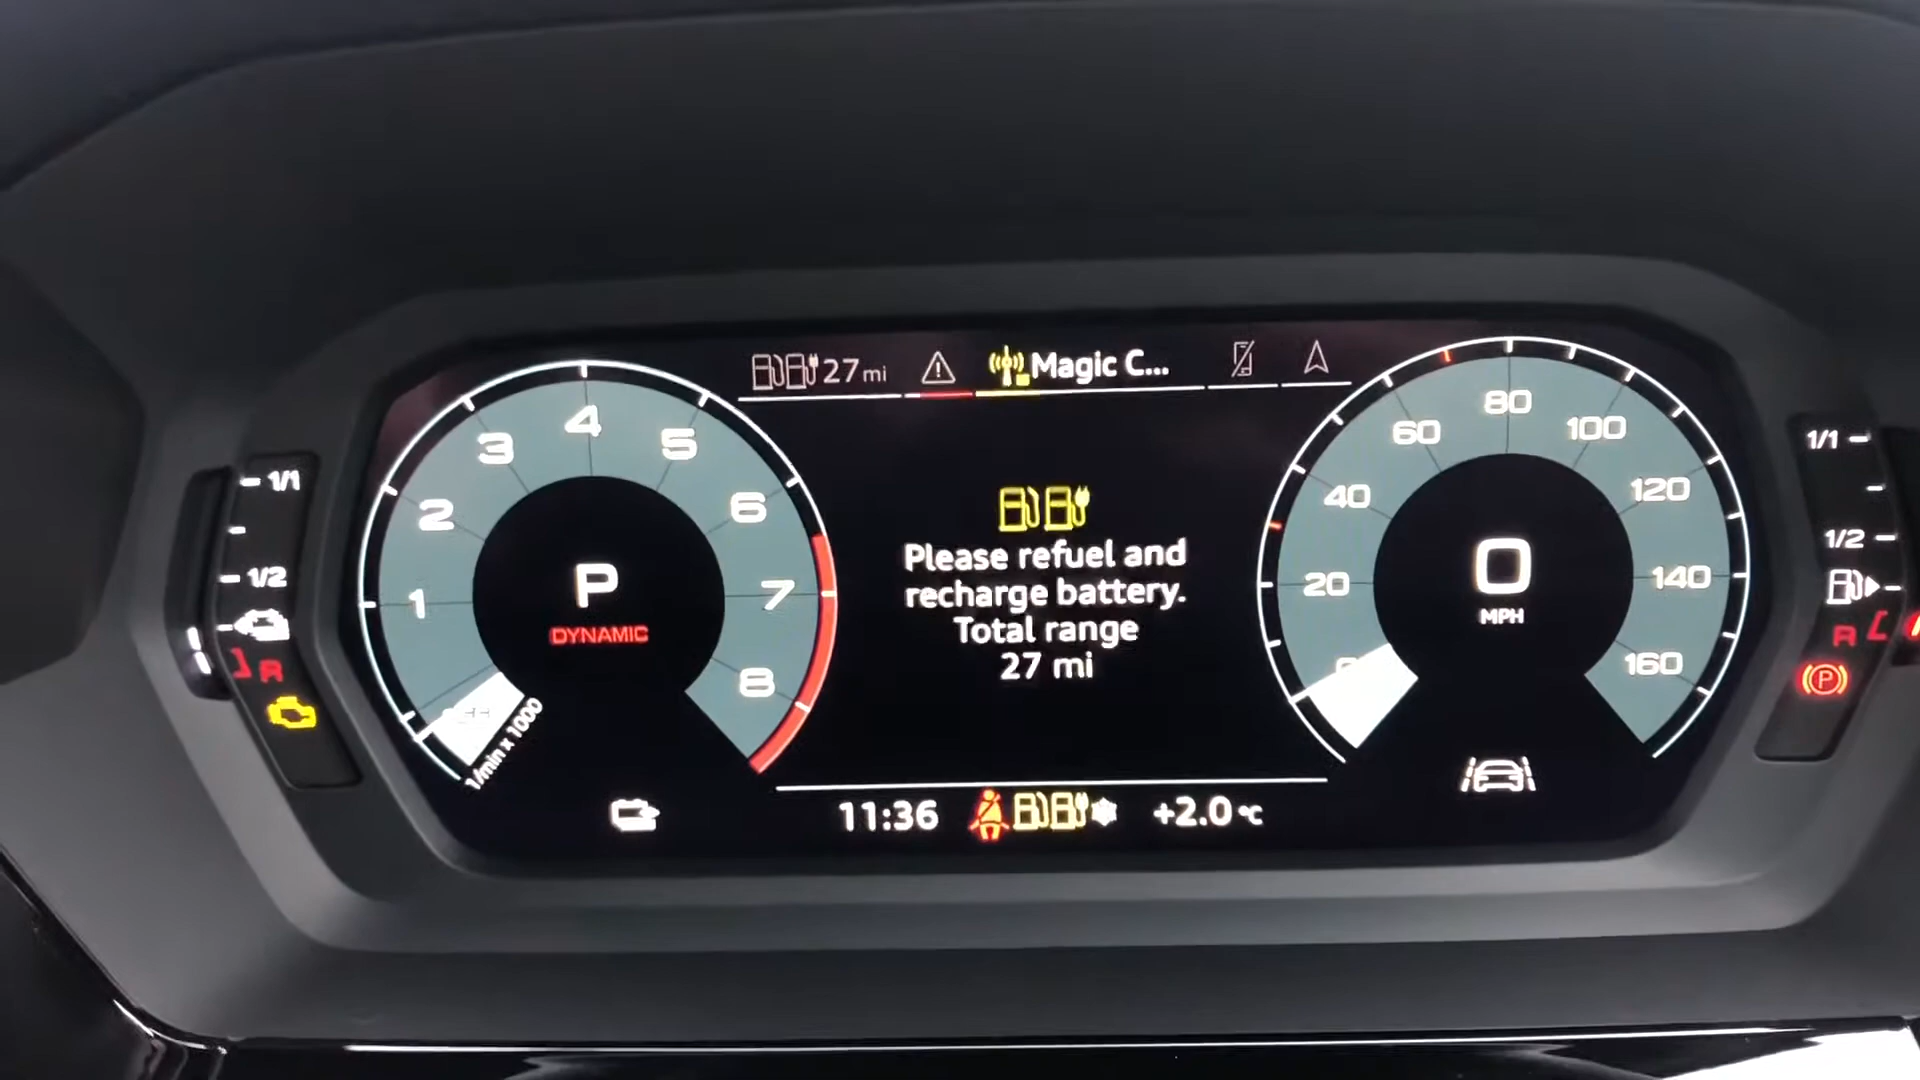 27 mi
Magic C...
1/1
1/2
R
1
2
3
4
5
6
7
8
1/min x 1000
P
DYNAMIC
Please refuel and
recharge battery.
Total range
27 mi
20
40
60
80
100
120
140
160
0
MPH
1/1
1/2
R
P
11:36
+2.0 °C